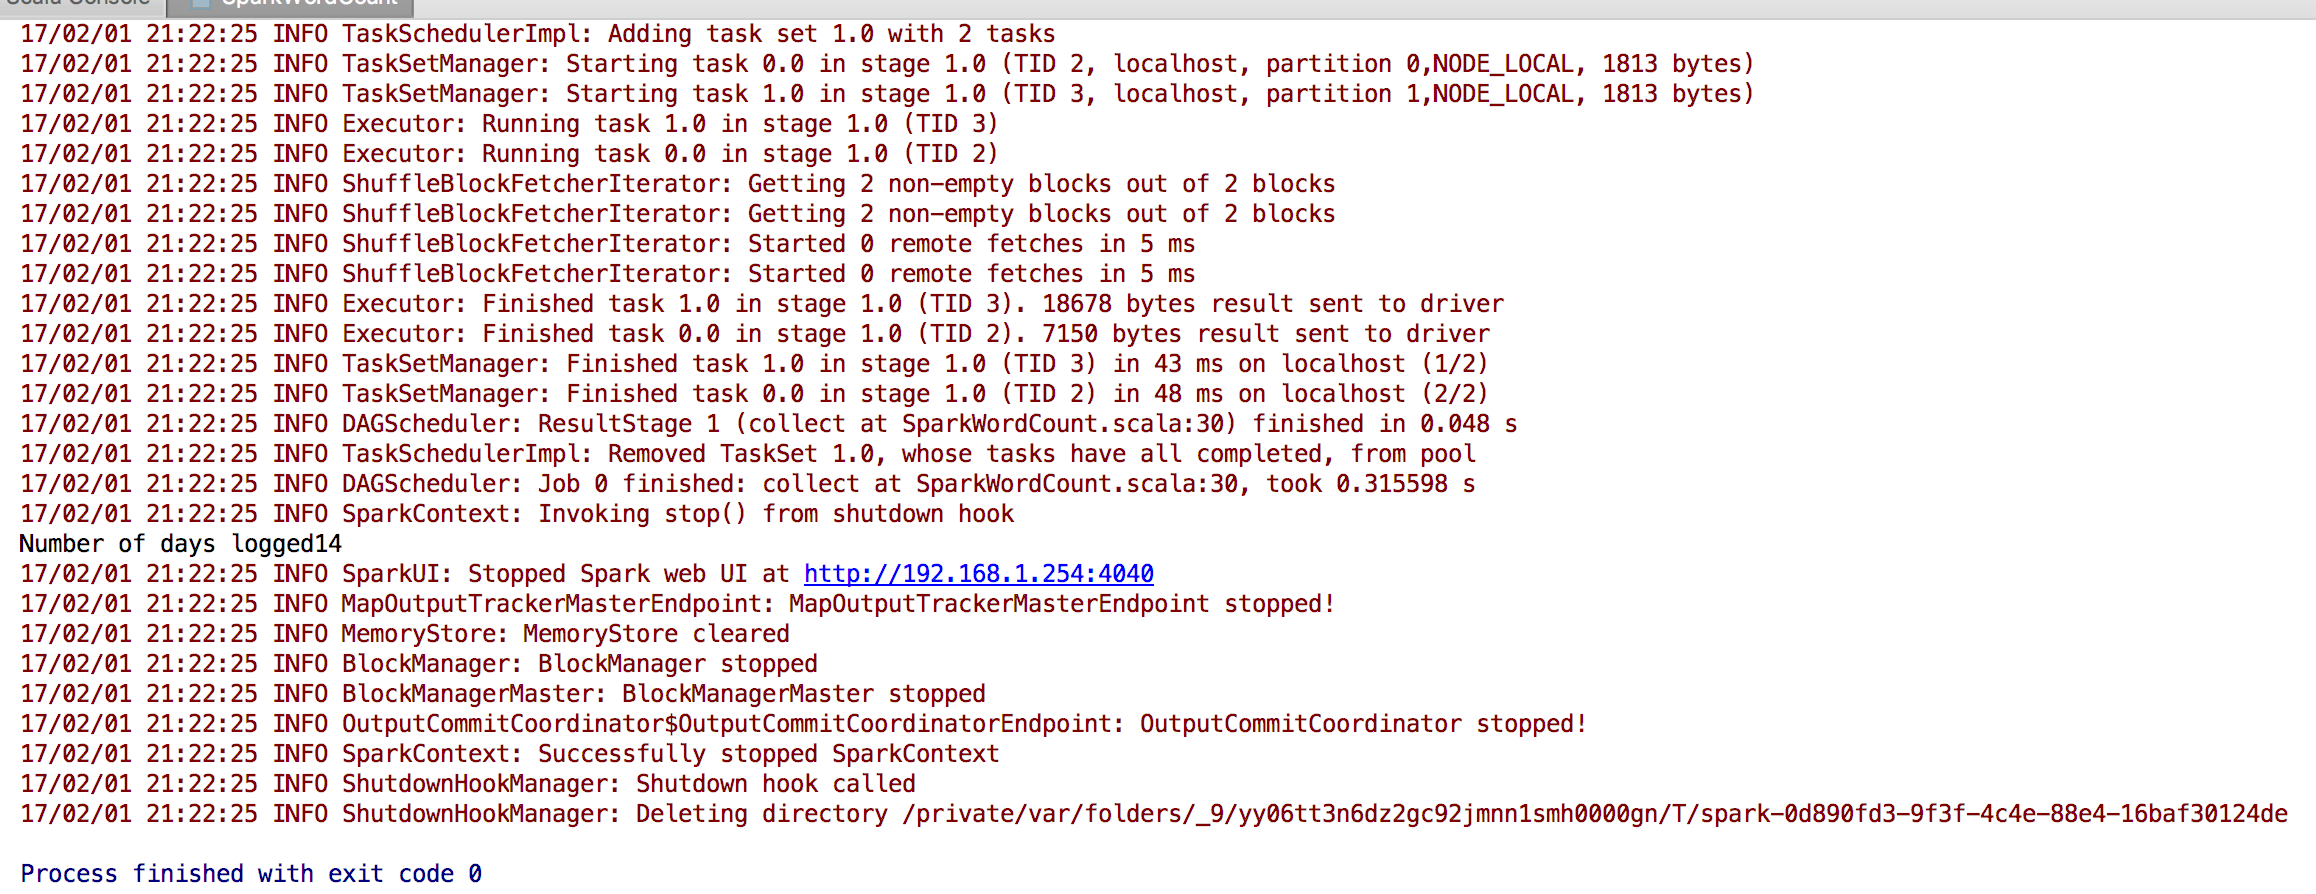 Scala Console SparkWordCount
17/02/01 21:22:25 INFO TaskSchedulerImpl: Adding task set 1.0 with 2 tasks
17/02/01 21:22:25 INFO TaskSetManager: Starting task 0.0 in stage 1.0 (TID 2, localhost, partition 0,NODE_LOCAL, 1813 bytes)
17/02/01 21:22:25 INFO TaskSetManager: Starting task 1.0 in stage 1.0 (TID 3, localhost, partition 1,NODE_LOCAL, 1813 bytes)
17/02/01 21:22:25 INFO Executor: Running task 1.0 in stage 1.0 (TID 3)
17/02/01 21:22:25 INFO Executor: Running task 0.0 in stage 1.0 (TID 2)
17/02/01 21:22:25 INFO ShuffleBlockFetcherIterator: Getting 2 non-empty blocks out of 2 blocks
17/02/01 21:22:25 INFO ShuffleBlockFetcherIterator: Getting 2 non-empty blocks out of 2 blocks
17/02/01 21:22:25 INFO ShuffleBlockFetcherIterator: Started 0 remote fetches in 5 ms
17/02/01 21:22:25 INFO ShuffleBlockFetcherIterator: Started 0 remote fetches in 5 ms
17/02/01 21:22:25 INFO Executor: Finished task 1.0 in stage 1.0 (TID 3). 18678 bytes result sent to driver
17/02/01 21:22:25 INFO Executor: Finished task 0.0 in stage 1.0 (TID 2). 7150 bytes result sent to driver
17/02/01 21:22:25 INFO TaskSetManager: Finished task 1.0 in stage 1.0 (TID 3) in 43 ms on localhost (1/2)
17/02/01 21:22:25 INFO TaskSetManager: Finished task 0.0 in stage 1.0 (TID 2) in 48 ms on localhost (2/2)
17/02/01 21:22:25 INFO DAGScheduler: ResultStage 1 (collect at SparkWordCount.scala:30) finished in 0.048 s
17/02/01 21:22:25 INFO TaskSchedulerImpl: Removed TaskSet 1.0, whose tasks have all completed, from pool
17/02/01 21:22:25 INFO DAGScheduler: Job 0 finished: collect at SparkWordCount.scala:30, took 0.315598 s
17/02/01 21:22:25 INFO SparkContext: Invoking stop() from shutdown hook
Number of days logged14
17/02/01 21:22:25 INFO SparkUI: Stopped Spark web UI at http://192.168.1.254:4040
17/02/01 21:22:25 INFO MapOutputTrackerMasterEndpoint: MapOutputTrackerMasterEndpoint stopped!
17/02/01 21:22:25 INFO MemoryStore: MemoryStore cleared
17/02/01 21:22:25 INFO BlockManager: BlockManager stopped
17/02/01 21:22:25 INFO BlockManagerMaster: BlockManagerMaster stopped
17/02/01 21:22:25 INFO OutputCommitCoordinator$OutputCommitCoordinatorEndpoint: OutputCommitCoordinator stopped!
17/02/01 21:22:25 INFO SparkContext: Successfully stopped SparkContext
17/02/01 21:22:25 INFO ShutdownHookManager: Shutdown hook called
17/02/01 21:22:25 INFO ShutdownHookManager: Deleting directory /private/var/folders/_9/yy06tt3n6dz2gc92jmnn1smh0000gn/T/spark-0d890fd3-9f3f-4c4e-88e4-16baf30124de
Process finished with exit code 0